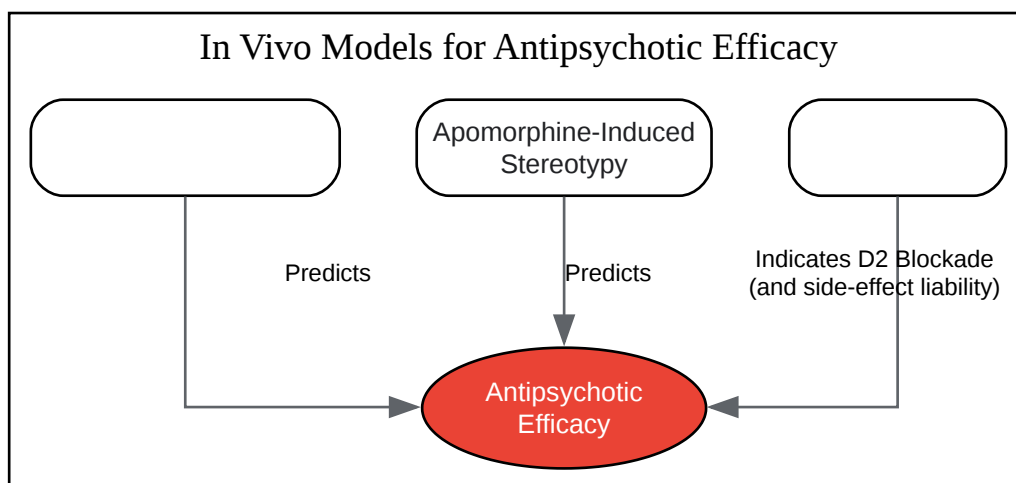 In Vivo Models for Antipsychotic Efficacy
Apomorphine-Induced
Stereotypy
Predicts
Predicts
Indicates D2 Blockade
(and side-effect liability)
Antipsychotic
Efficacy